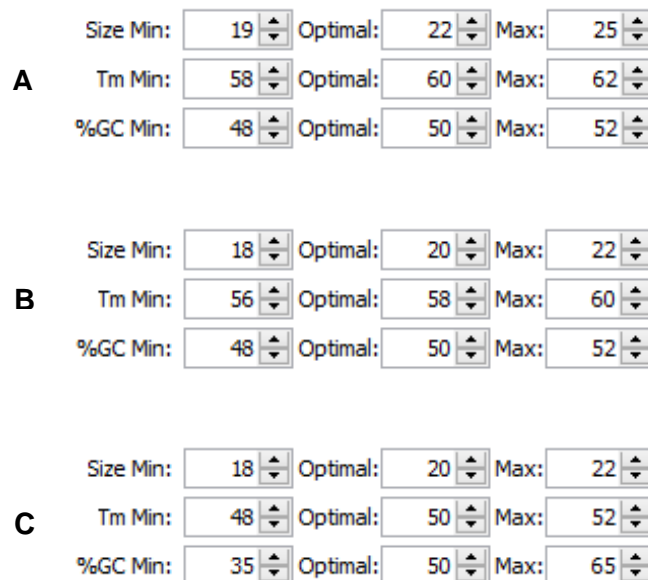 Size Min: 19 Optimal: 22 Max: 25
A Tm Min: 58 Optimal: 60 Max: 62
%GC Min: 48 Optimal: 50 Max: 52
Size Min: 18 Optimal: 20 Max: 22
B Tm Min: 56 Optimal: 58 Max: 60
%GC Min: 48 Optimal: 50 Max: 52
Size Min: 18 Optimal: 20 Max: 22
C Tm Min: 48 Optimal: 50 Max: 52
%GC Min: 35 Optimal: 50 Max: 65